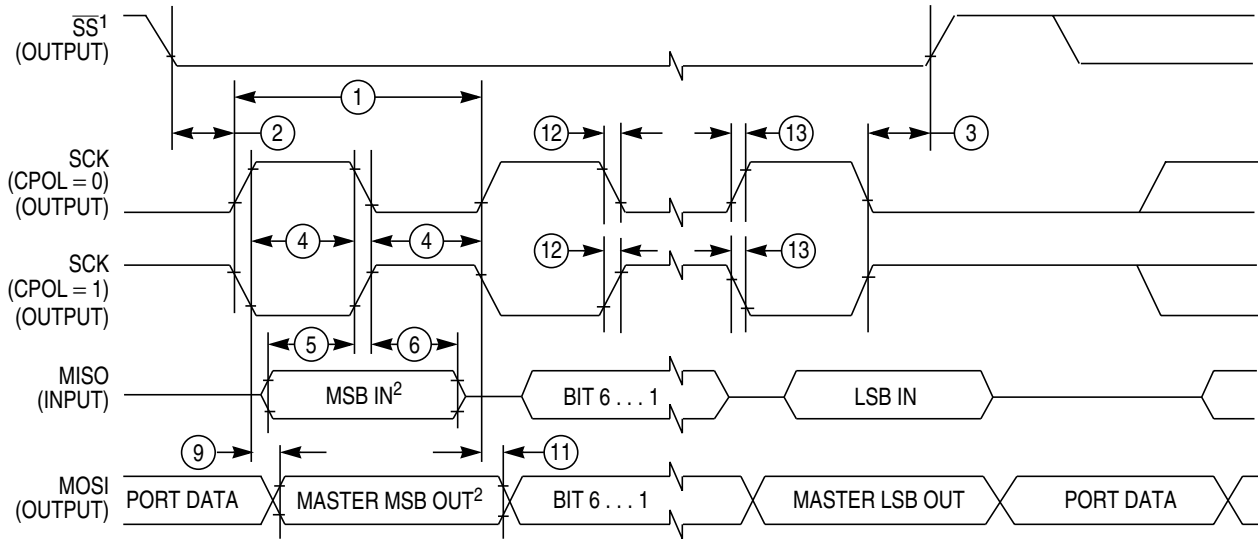 SS¹
(OUTPUT)
1
2
12
13
3
SCK
(CPOL = 0)
(OUTPUT)
4
4
12
13
SCK
(CPOL = 1)
(OUTPUT)
5
6
MISO
(INPUT)
MSB IN²
BIT 6 . . . 1
LSB IN
9
11
MOSI
(OUTPUT)
PORT DATA
MASTER MSB OUT²
BIT 6 . . . 1
MASTER LSB OUT
PORT DATA